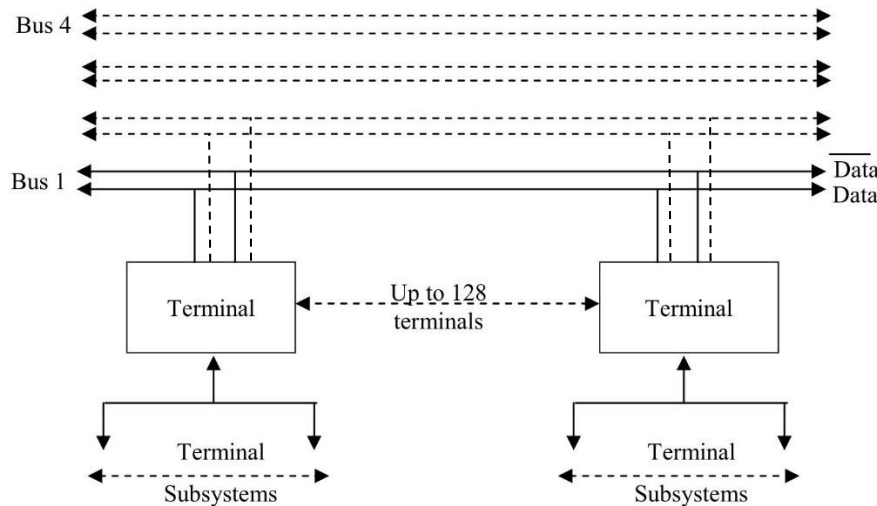 Bus 4
Bus 1
Data
Data
Terminal
Up to 128
terminals
Terminal
Terminal
Subsystems
Terminal
Subsystems